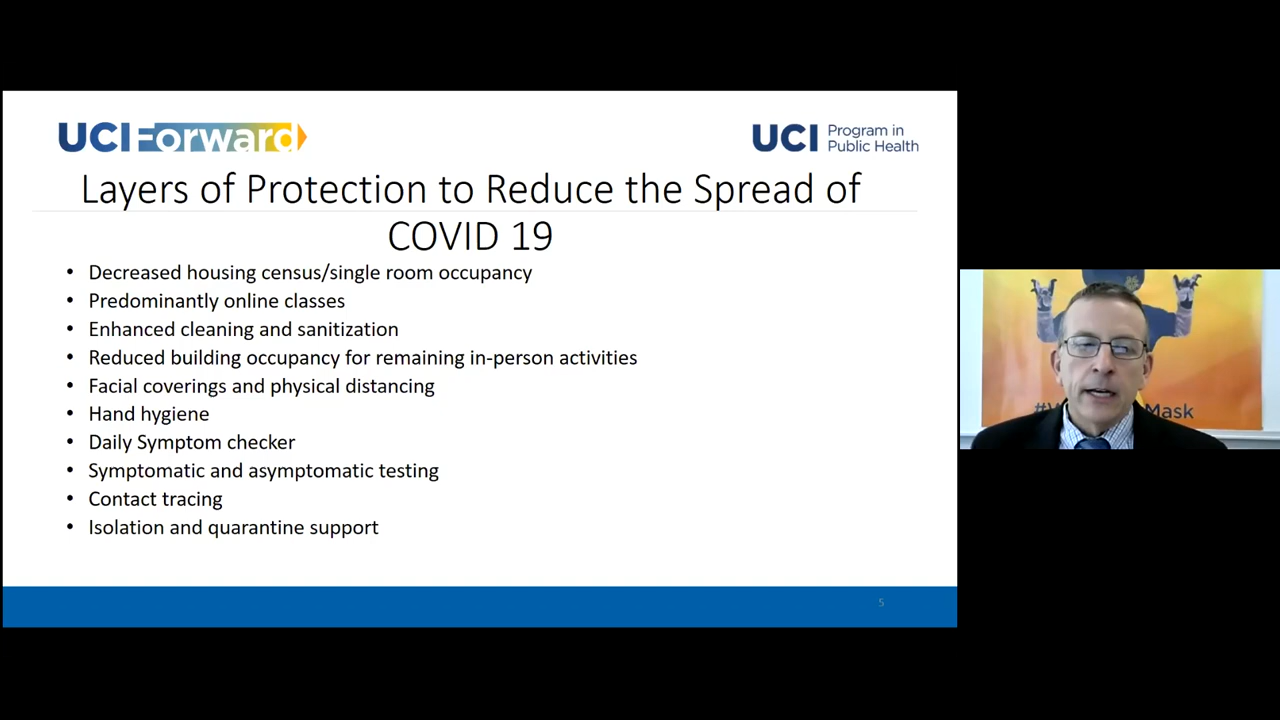 UCIForward
UCI Program in
Public Health
Layers of Protection to Reduce the Spread of
COVID 19
• Decreased housing census/single room occupancy
• Predominantly online classes
• Enhanced cleaning and sanitization
• Reduced building occupancy for remaining in-person activities
• Facial coverings and physical distancing
• Hand hygiene
• Daily Symptom checker
• Symptomatic and asymptomatic testing
• Contact tracing
• Isolation and quarantine support
5
Mask